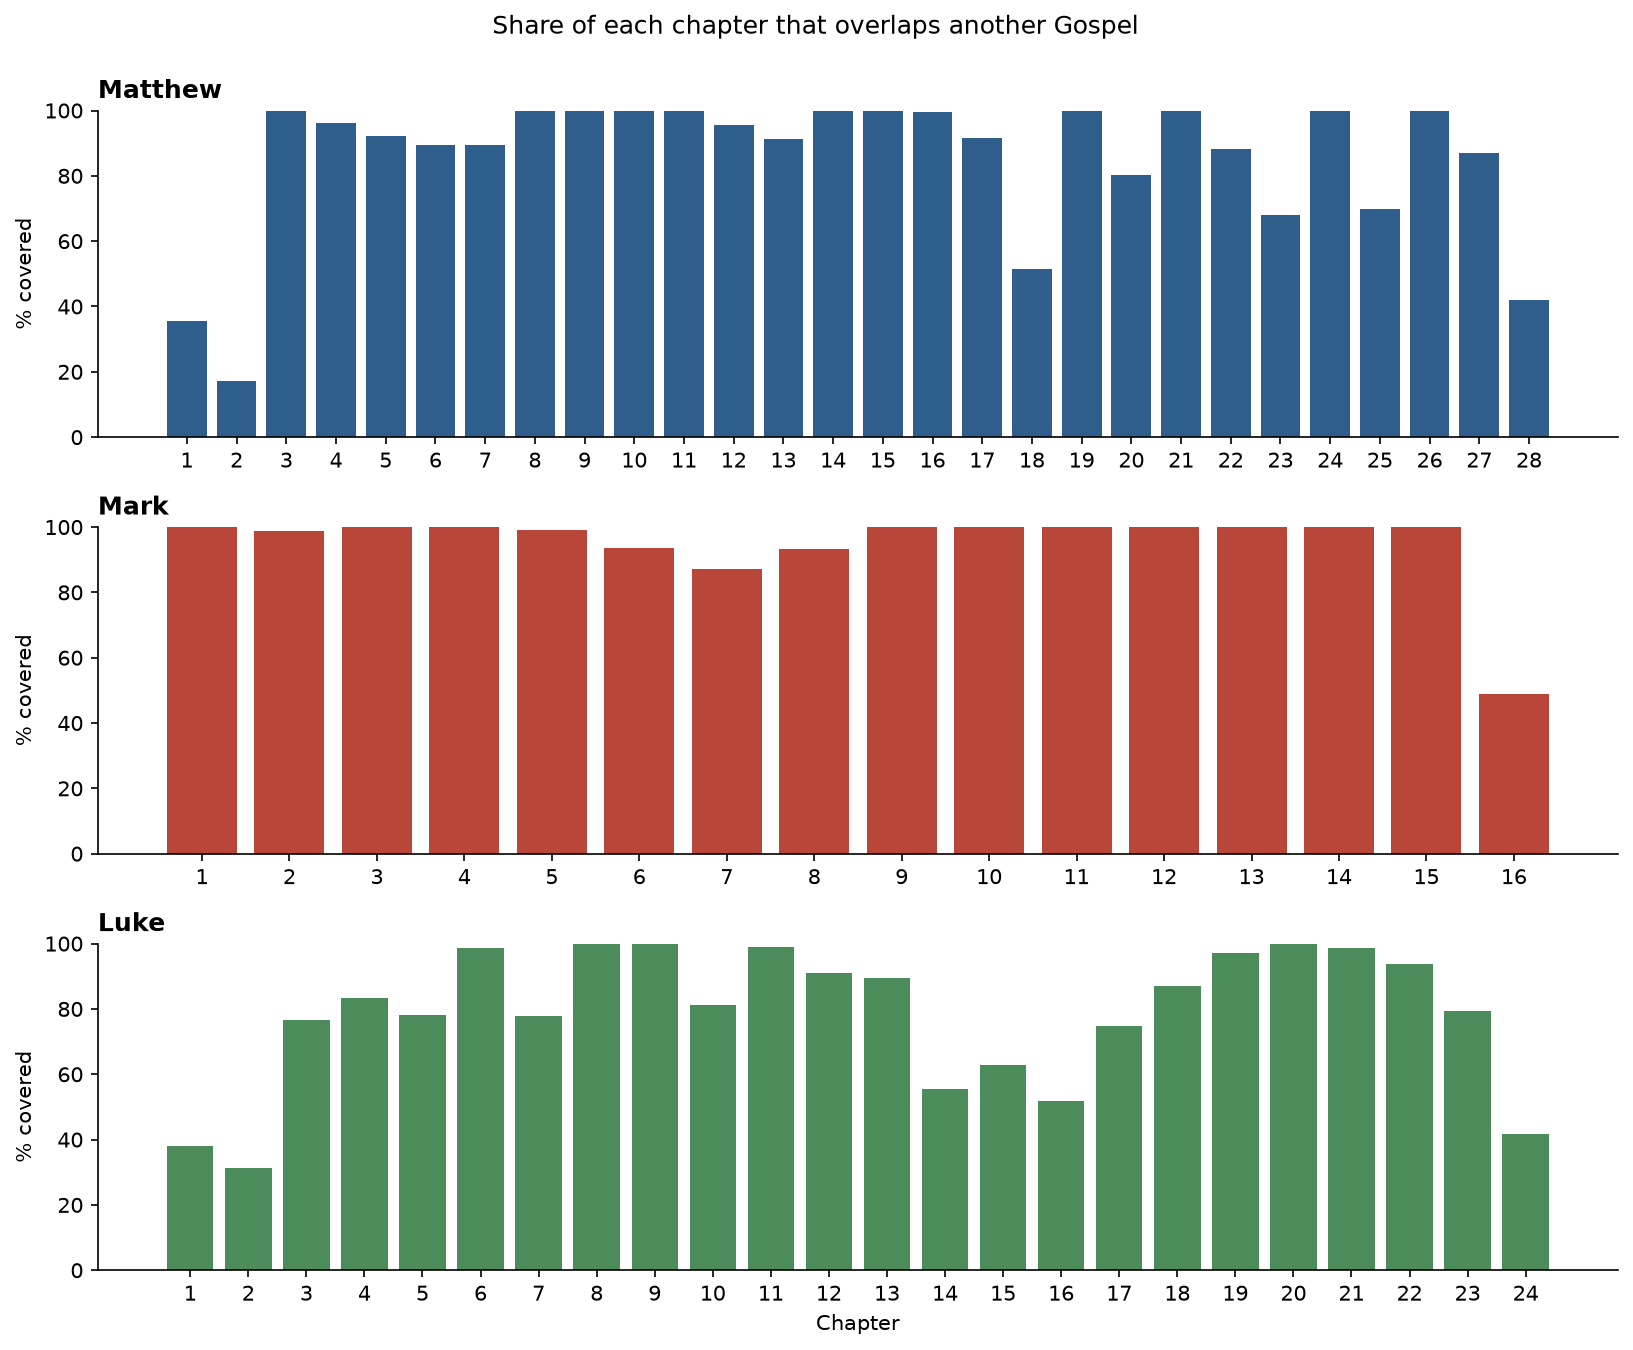 Share of each chapter that overlaps another Gospel
Matthew
% covered
100
80
60
40
20
0
1 2 3 4 5 6 7 8 9 10 11 12 13 14 15 16 17 18 19 20 21 22 23 24 25 26 27 28
Mark
% covered
100
80
60
40
20
0
1 2 3 4 5 6 7 8 9 10 11 12 13 14 15 16
Luke
% covered
100
80
60
40
20
0
1 2 3 4 5 6 7 8 9 10 11 12 13 14 15 16 17 18 19 20 21 22 23 24
Chapter